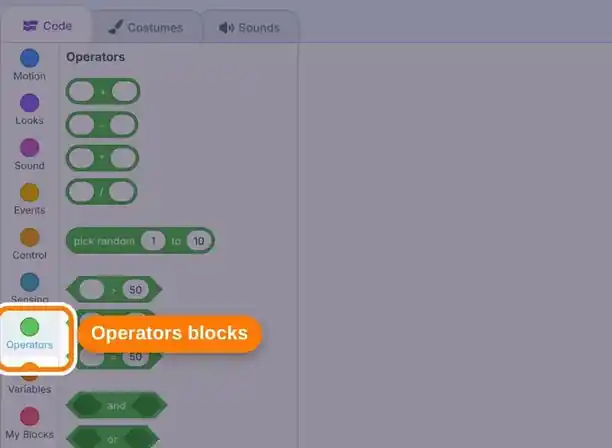 Code
Costumes
Sounds
Motion
Looks
Sound
Events
Control
Sensing
Operators
Variables
My Blocks
Operators
+
-
*
/
pick random 1 to 10
50
50
and
or
Operators blocks